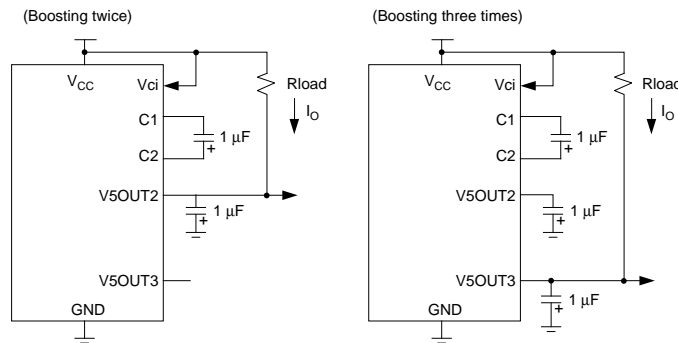 (Boosting twice)
VCC
Vci
Rload
IO
C1
1 μF
+
C2
V5OUT2
1 μF
+
V5OUT3
GND
(Boosting three times)
VCC
Vci
Rload
IO
C1
1 μF
+
C2
V5OUT2
1 μF
+
V5OUT3
1 μF
+
GND